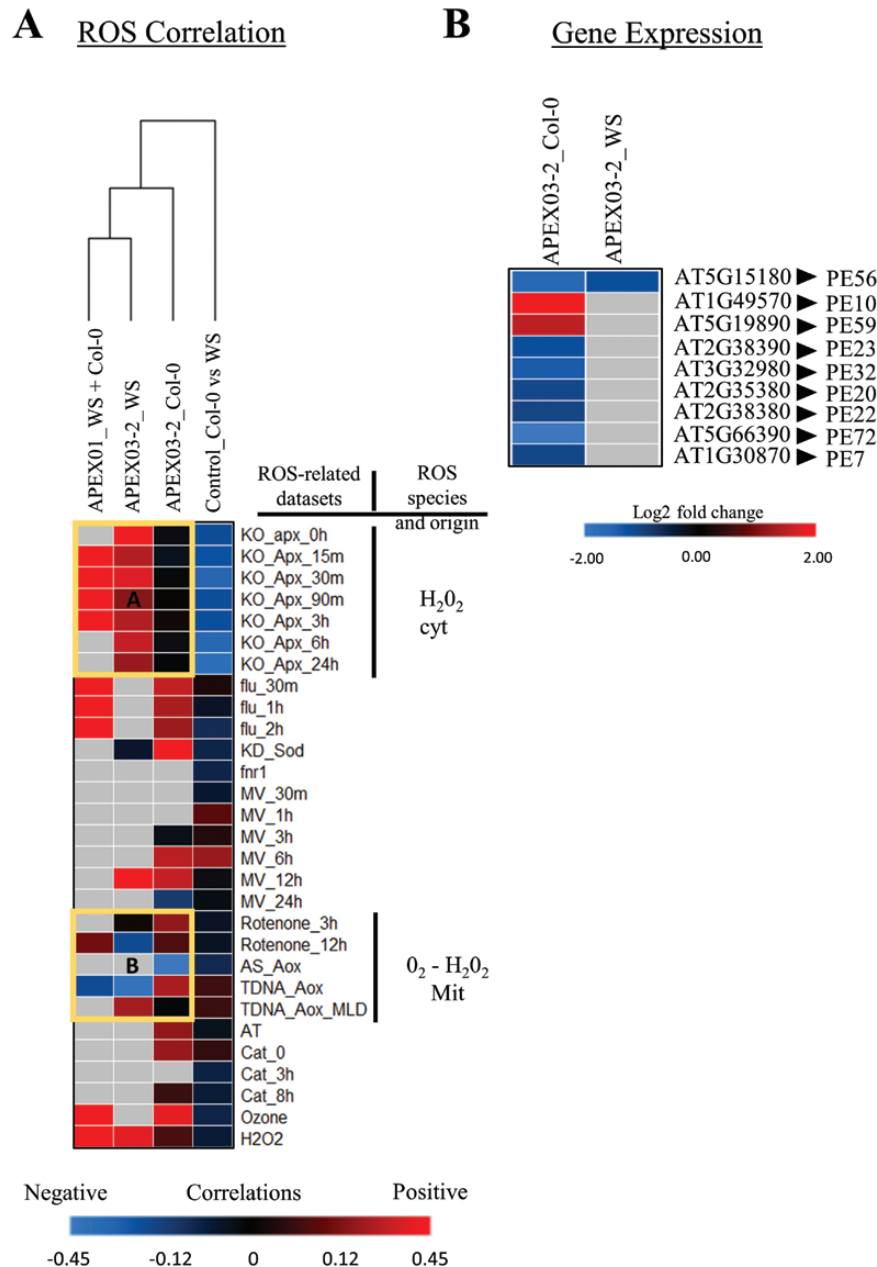 A ROS Correlation
B Gene Expression
APEX01_WS + Col-0
APEX03-2_WS
APEX03-2_Col-0
Control_Col-0 vs WS
APEX03-2_Col-0
APEX03-2_WS
AT5G15180 ► PE56
AT1G49570 ► PE10
AT5G19890 ► PE59
AT2G38390 ► PE23
AT3G32980 ► PE32
AT2G35380 ► PE20
AT2G38380 ► PE22
AT5G66390 ► PE72
AT1G30870 ► PE7
Log2 fold change
-2.00 0.00 2.00
ROS-related
datasets
ROS
species
and origin
KO_apx_0h
KO_Apx_15m
KO_Apx_30m
KO_Apx_90m
KO_Apx_3h
KO_Apx_6h
KO_Apx_24h
A
H₂0₂
cyt
flu_30m
flu_1h
flu_2h
KD_Sod
fnr1
MV_30m
MV_1h
MV_3h
MV_6h
MV_12h
MV_24h
Rotenone_3h
Rotenone_12h
AS_Aox
TDNA_Aox
TDNA_Aox_MLD
B
0₂ - H₂0₂
Mit
AT
Cat_0
Cat_3h
Cat_8h
Ozone
H2O2
Negative Correlations Positive
-0.45 -0.12 0 0.12 0.45